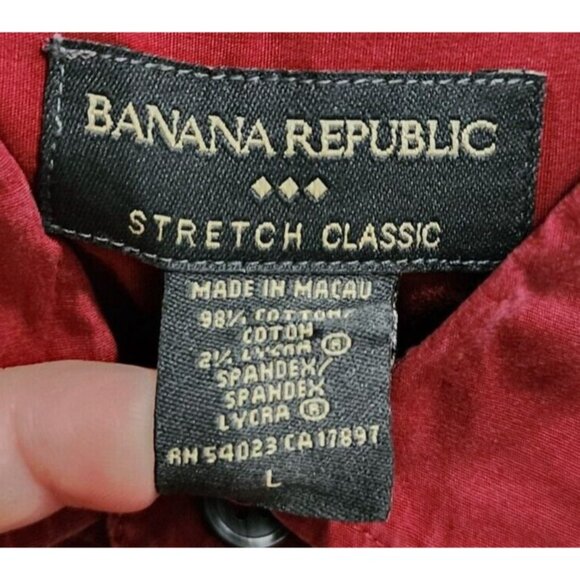 BANANA REPUBLIC
STRETCH CLASSIC
MADE IN MACAU
98% COTTON/
COTON
2% LYCRA ®
SPANDEX/
SPANDEX
LYCRA ®
RN 54023 CA 17897
L